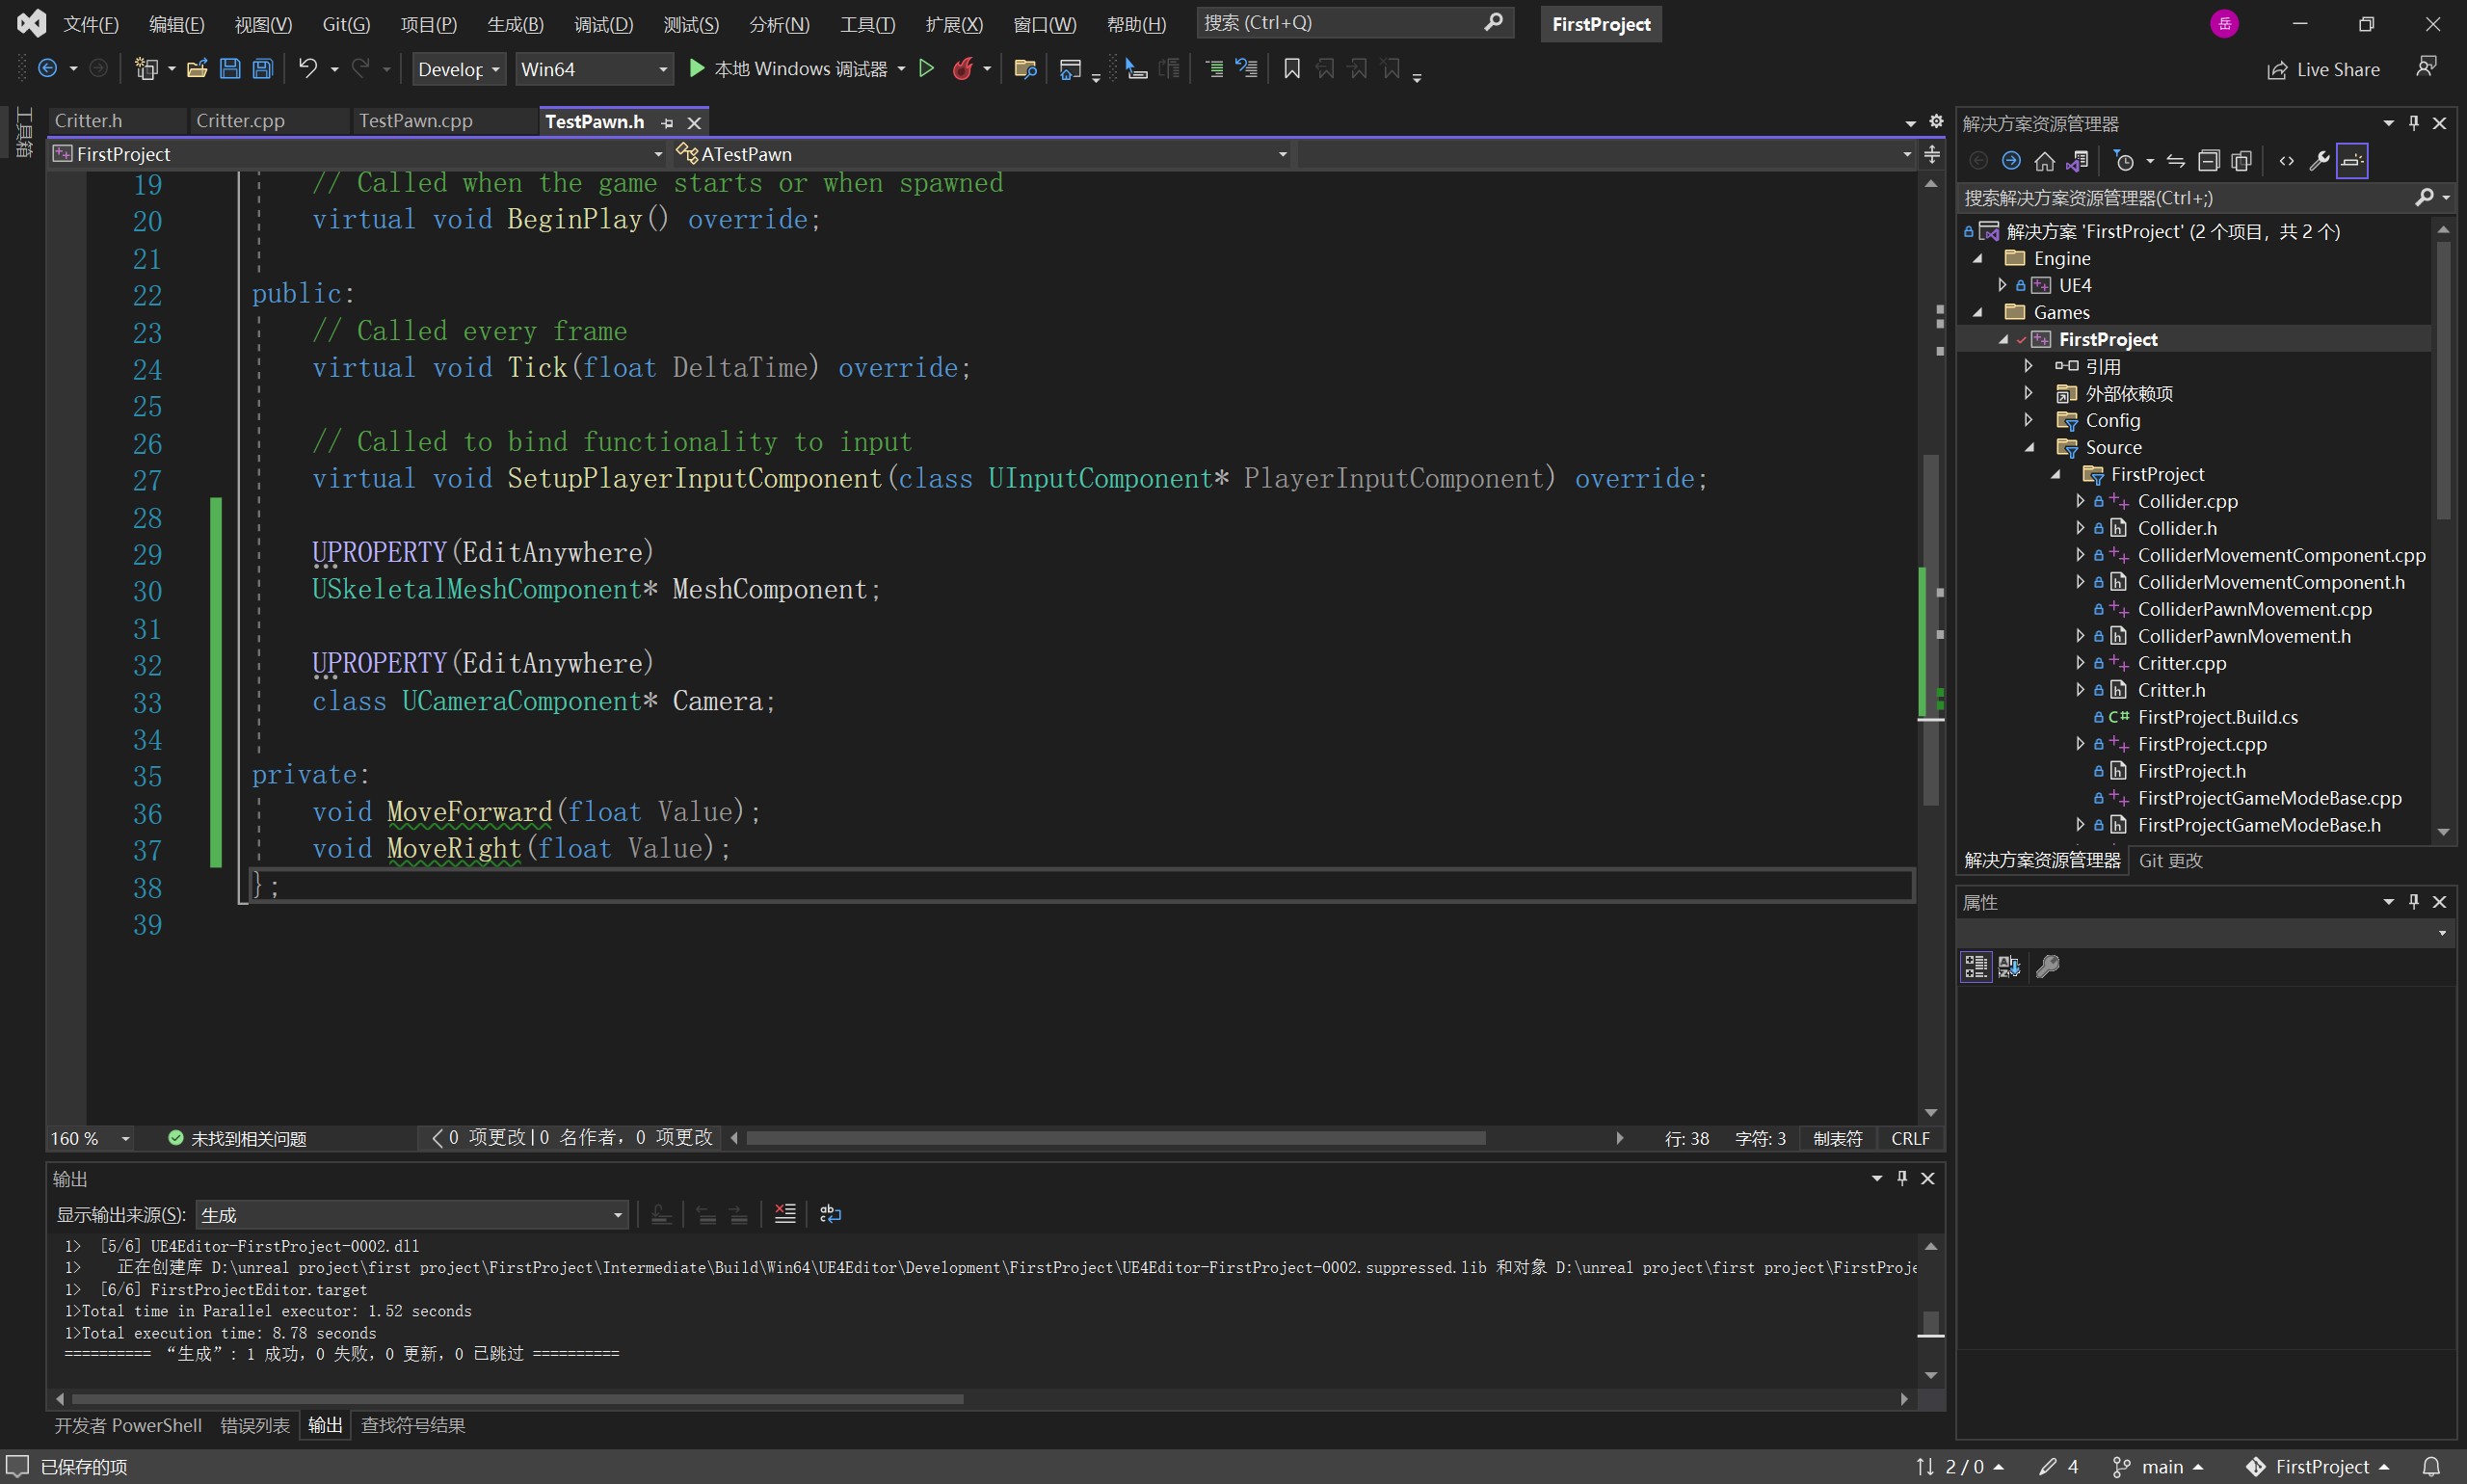 文件(F) 编辑(E) 视图(V) Git(G) 项目(P) 生成(B) 调试(D) 测试(S) 分析(N) 工具(T) 扩展(X) 窗口(W) 帮助(H) 搜索 (Ctrl+Q) FirstProject 岳
Develop Win64 本地 Windows 调试器 Live Share
工具箱
Critter.h Critter.cpp TestPawn.cpp TestPawn.h
FirstProject ATestPawn
19 // Called when the game starts or when spawned
20 virtual void BeginPlay() override;
21
22 public:
23 // Called every frame
24 virtual void Tick(float DeltaTime) override;
25
26 // Called to bind functionality to input
27 virtual void SetupPlayerInputComponent(class UInputComponent* PlayerInputComponent) override;
28
29 UPROPERTY(EditAnywhere)
30 USkeletalMeshComponent* MeshComponent;
31
32 UPROPERTY(EditAnywhere)
33 class UCameraComponent* Camera;
34
35 private:
36 void MoveForward(float Value);
37 void MoveRight(float Value);
38 };
39
160 % 未找到相关问题 0 项更改 | 0 名作者，0 项更改 行: 38 字符: 3 制表符 CRLF
输出
显示输出来源(S): 生成
1> [5/6] UE4Editor-FirstProject-0002.dll
1> 正在创建库 D:\unreal project\first project\FirstProject\Intermediate\Build\Win64\UE4Editor\Development\FirstProject\UE4Editor-FirstProject-0002.suppressed.lib 和对象 D:\unreal project\first project\FirstProje
1> [6/6] FirstProjectEditor.target
1>Total time in Parallel executor: 1.52 seconds
1>Total execution time: 8.78 seconds
========== “生成”: 1 成功，0 失败，0 更新，0 已跳过 ==========
开发者 PowerShell 错误列表 输出 查找符号结果
解决方案资源管理器
搜索解决方案资源管理器(Ctrl+;)
解决方案 'FirstProject' (2 个项目，共 2 个)
Engine
UE4
Games
FirstProject
引用
外部依赖项
Config
Source
FirstProject
Collider.cpp
Collider.h
ColliderMovementComponent.cpp
ColliderMovementComponent.h
ColliderPawnMovement.cpp
ColliderPawnMovement.h
Critter.cpp
Critter.h
FirstProject.Build.cs
FirstProject.cpp
FirstProject.h
FirstProjectGameModeBase.cpp
FirstProjectGameModeBase.h
解决方案资源管理器 Git 更改
属性
已保存的项 2 / 0 4 main FirstProject